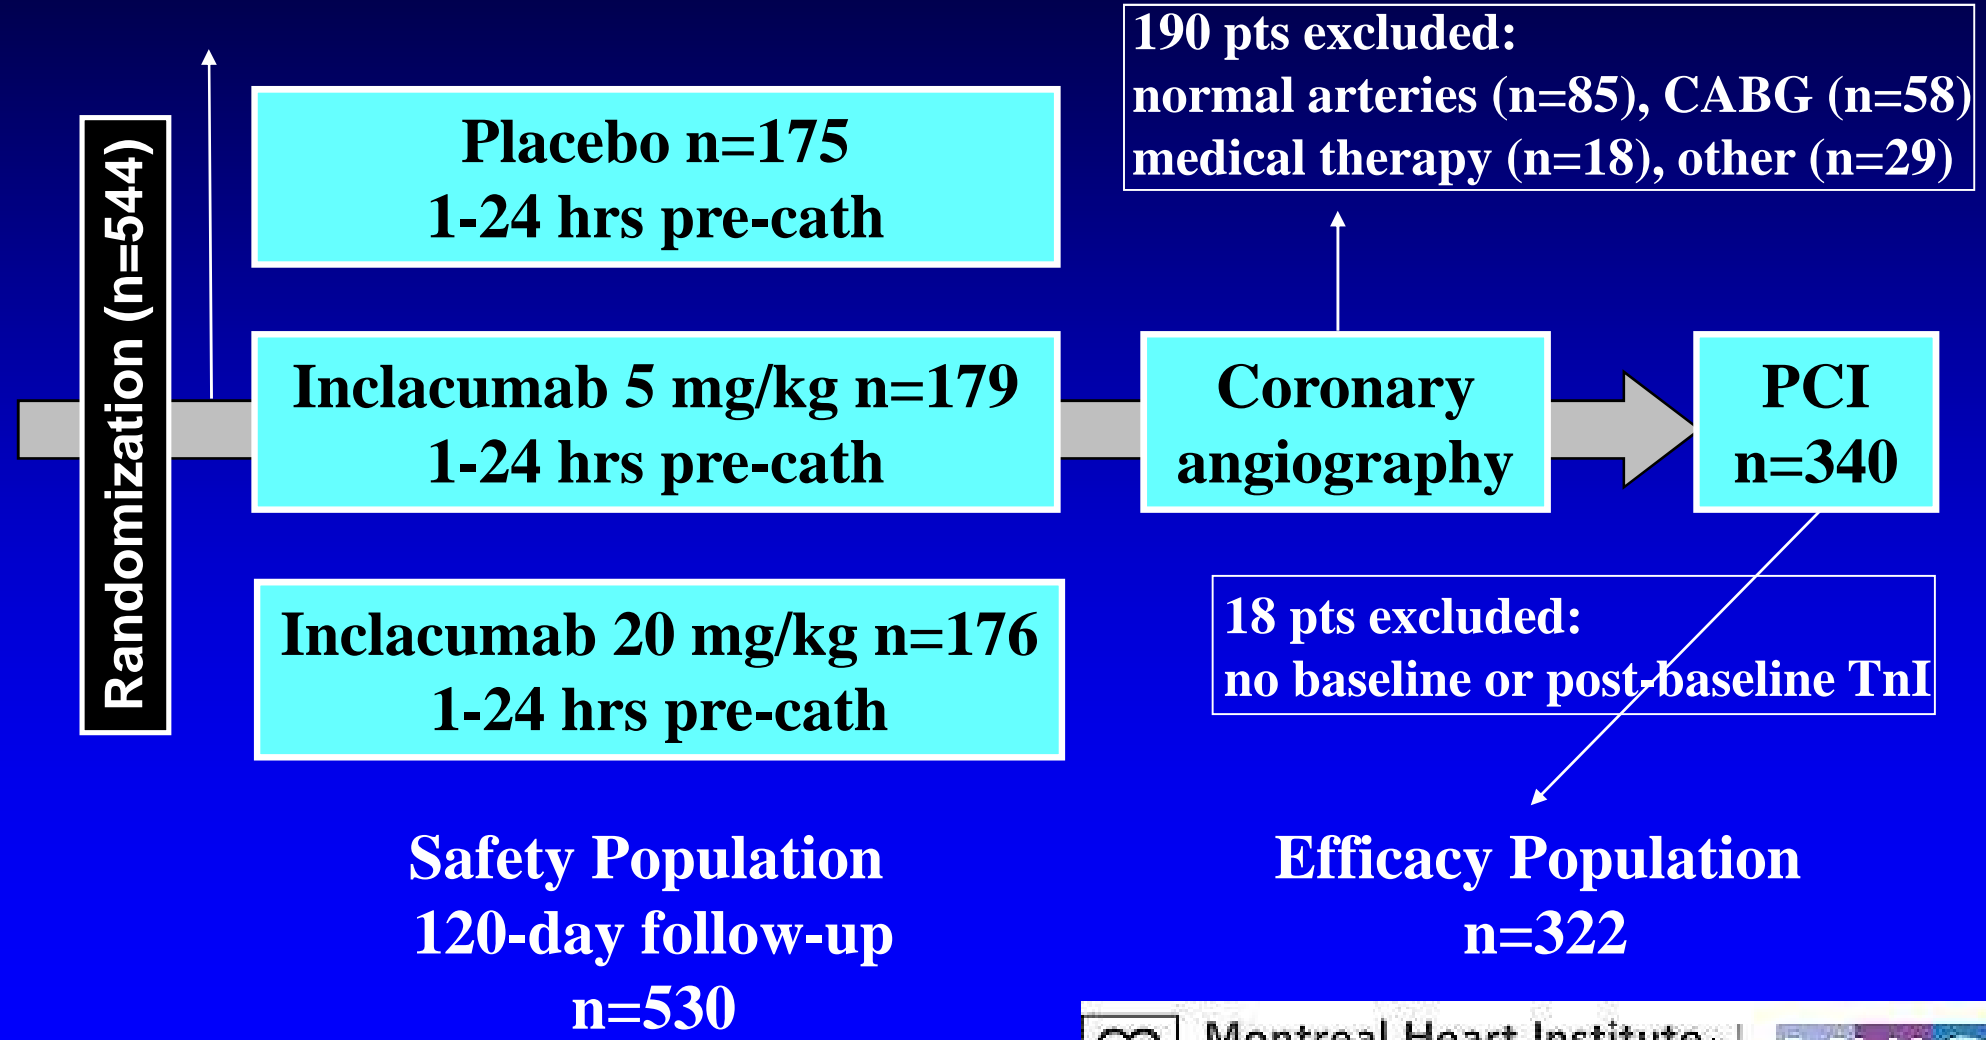 Randomization (n=544)
Placebo n=175
1-24 hrs pre-cath
Inclacumab 5 mg/kg n=179
1-24 hrs pre-cath
Inclacumab 20 mg/kg n=176
1-24 hrs pre-cath
190 pts excluded:
normal arteries (n=85), CABG (n=58)
medical therapy (n=18), other (n=29)
Coronary
angiography
PCI
n=340
18 pts excluded:
no baseline or post-baseline TnI
Safety Population
120-day follow-up
n=530
Efficacy Population
n=322
Montreal Heart Institute